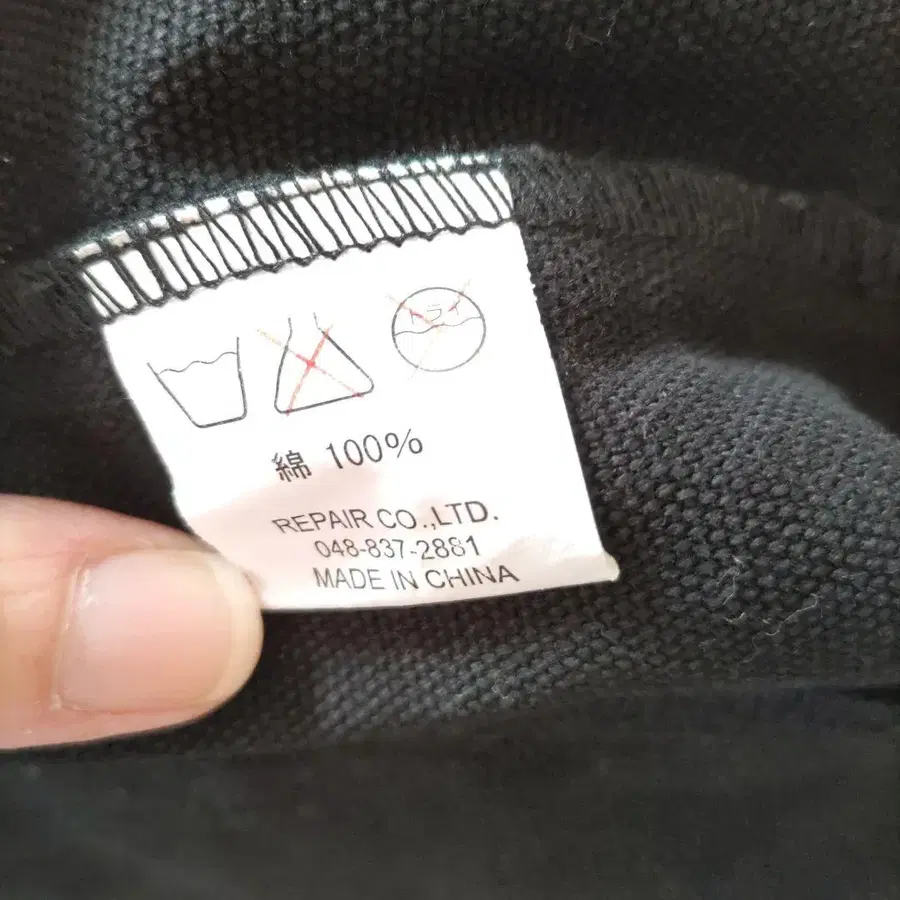 ドライ
綿 100%
REPAIR CO.,LTD.
048-837-2881
MADE IN CHINA